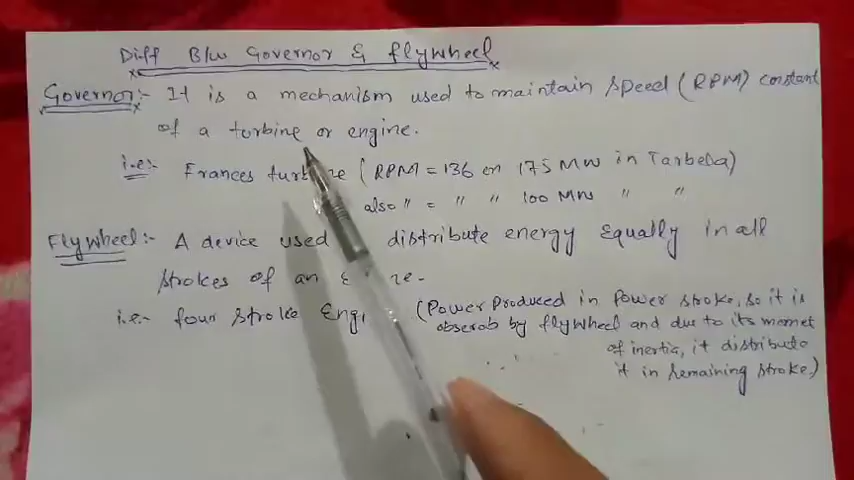 Diff B/w Governor & flywheel
Governor:- It is a mechanism used to maintain speed (RPM) constant
of a turbine or engine.
i.e:- Frances (RPM = 136 on 175 MW in Tarbela)
also " = " " 100 MW " "
Flywheel:- A device used distribute energy Equally in all
strokes of an
i.e:- four stroke (Power Produced in Power stroke, so it is
obserob by flywheel and due to its momet
of inertia, it distribute
it in remaining stroke.)